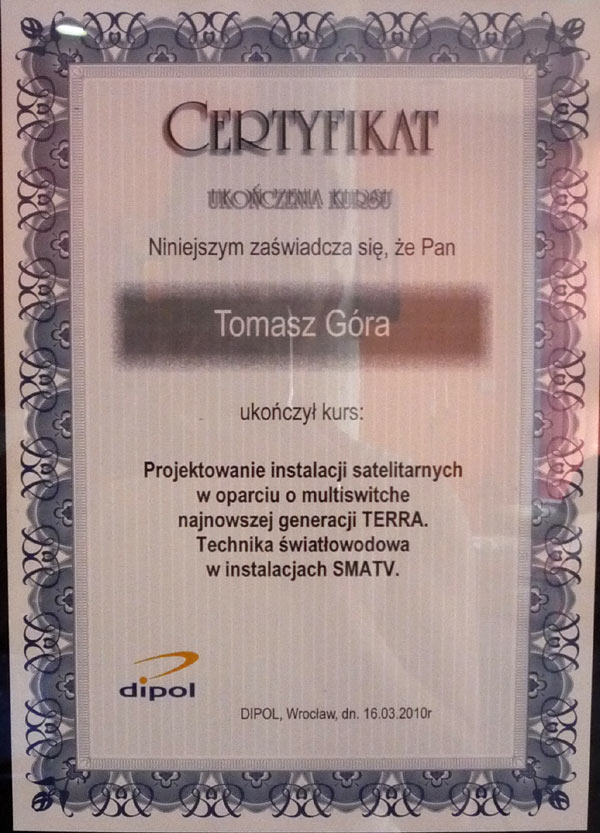 CERTYFIKAT
UKOŃCZENIA KURSU
Niniejszym zaświadcza się, że Pan
Tomasz Góra
ukończył kurs:
Projektowanie instalacji satelitarnych
w oparciu o multiswitche
najnowszej generacji TERRA.
Technika światłowodowa
w instalacjach SMATV.
dipol
DIPOL, Wrocław, dn. 16.03.2010r